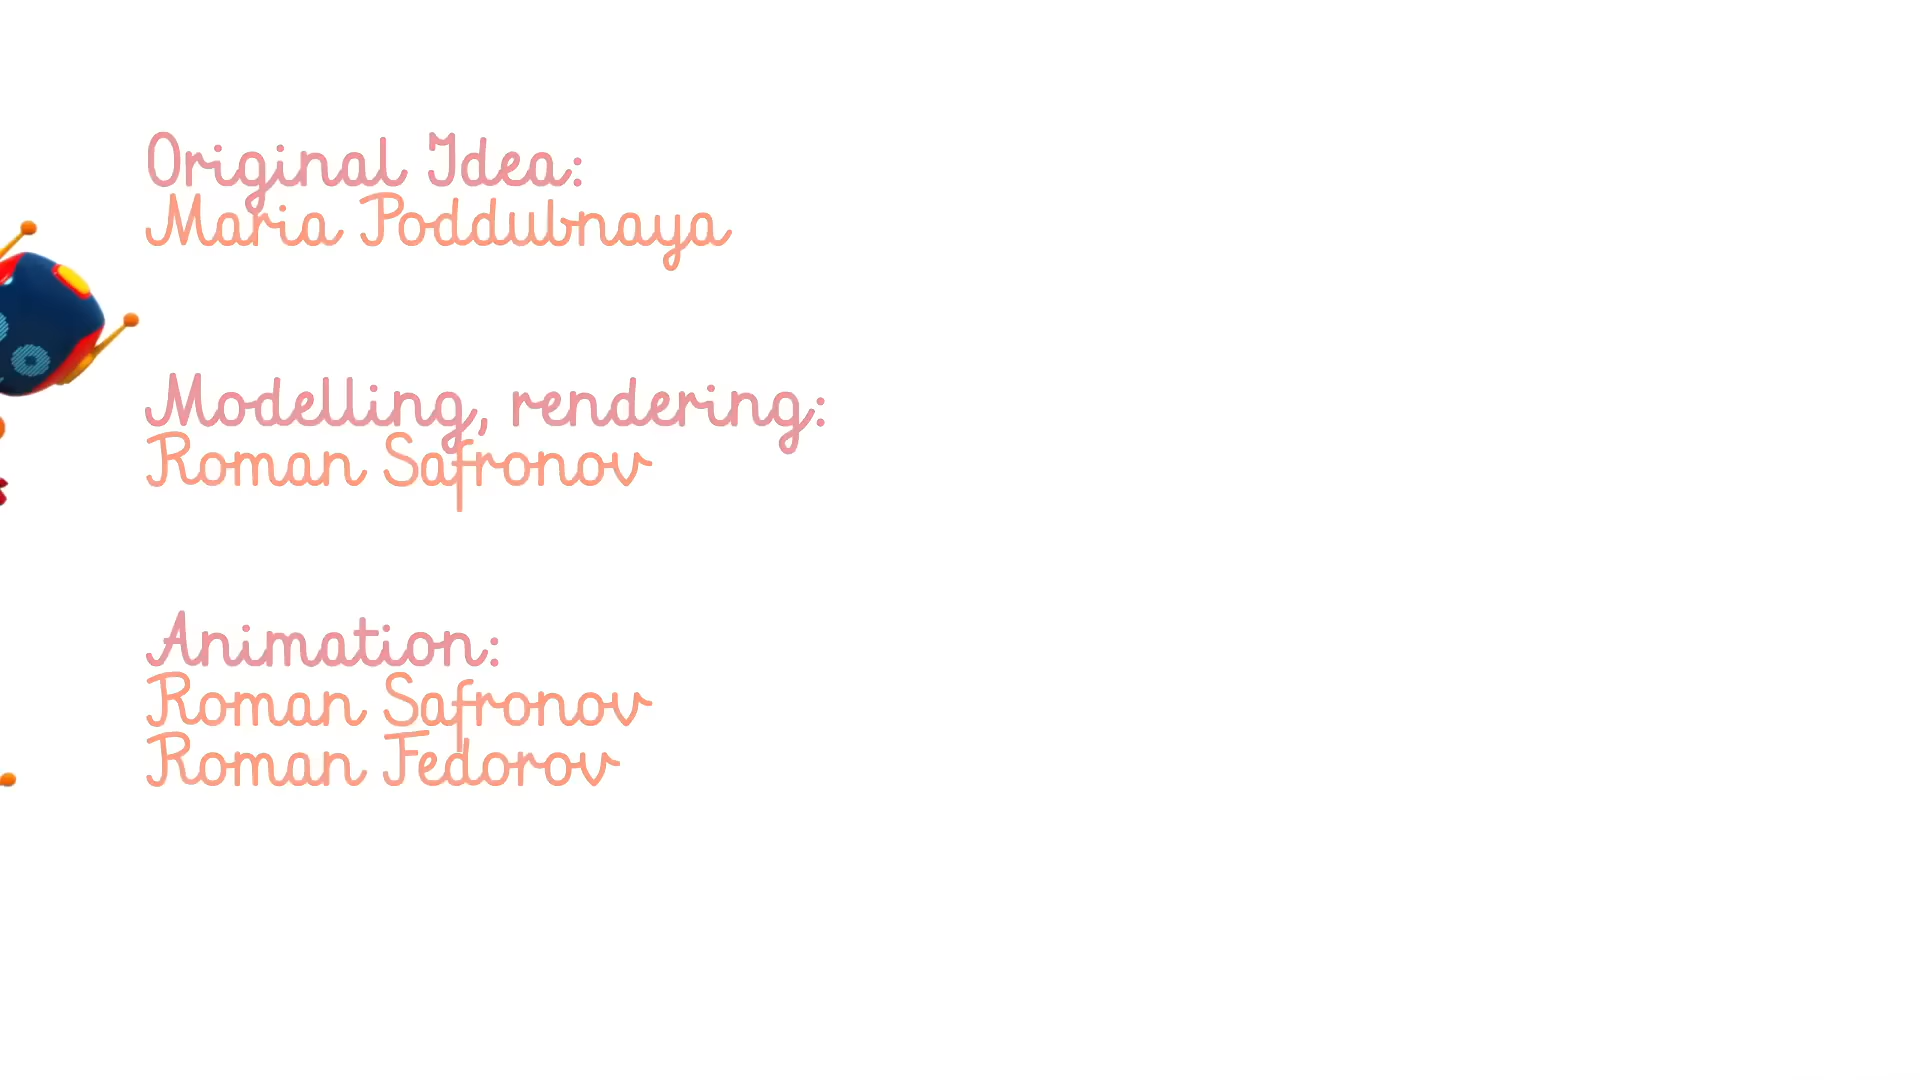 Original Idea:
Maria Poddubnaya
Modelling, rendering:
Roman Safronov
Animation:
Roman Safronov
Roman Fedorov